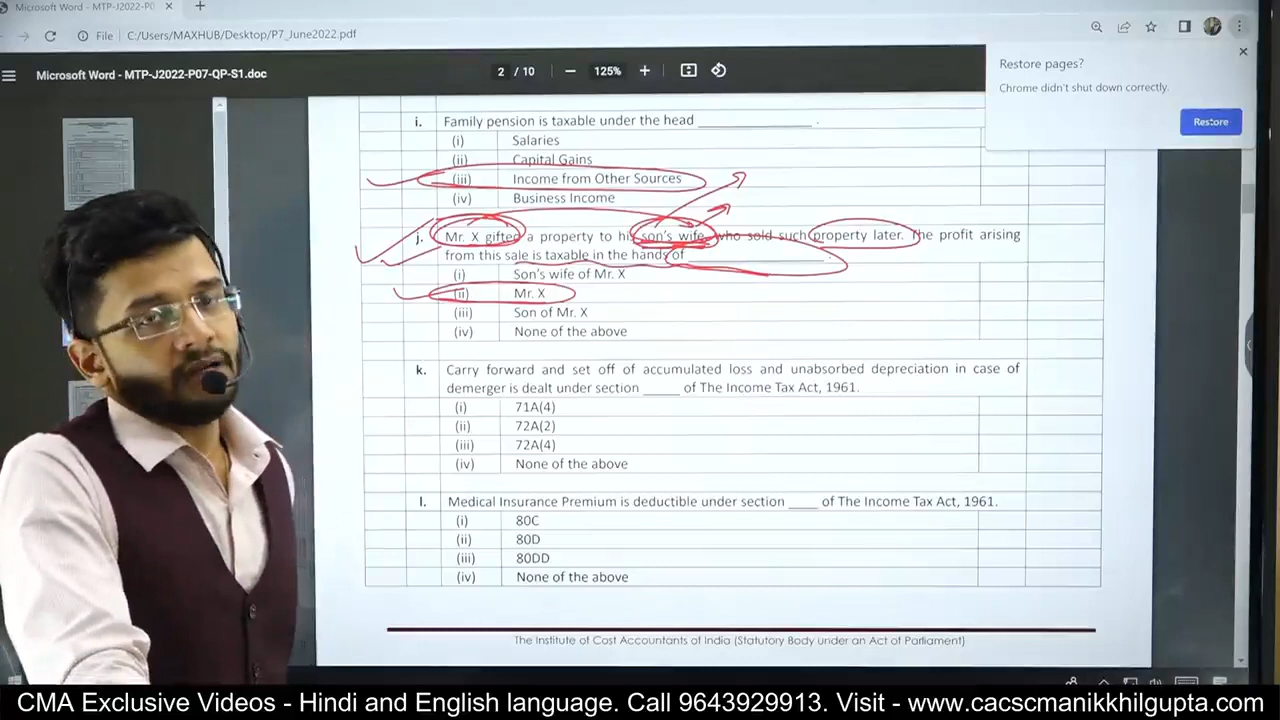 Microsoft Word - MTP-J2022-P0
File C:/Users/MAXHUB/Desktop/P7_June2022.pdf
Microsoft Word - MTP-J2022-P07-QP-S1.doc
2 / 10
125%
Restore pages?
Chrome didn't shut down correctly.
Restore
i. Family pension is taxable under the head ____________ .
(i) Salaries
(ii) Capital Gains
(iii) Income from Other Sources
(iv) Business Income
j. Mr. X gifted a property to his son's wife who sold such property later. The profit arising
from this sale is taxable in the hands of ______________ .
(i) Son's wife of Mr. X
(ii) Mr. X
(iii) Son of Mr. X
(iv) None of the above
k. Carry forward and set off of accumulated loss and unabsorbed depreciation in case of
demerger is dealt under section _____ of The Income Tax Act, 1961.
(i) 71A(4)
(ii) 72A(2)
(iii) 72A(4)
(iv) None of the above
l. Medical Insurance Premium is deductible under section ____ of The Income Tax Act, 1961.
(i) 80C
(ii) 80D
(iii) 80DD
(iv) None of the above
The Institute of Cost Accountants of India (Statutory Body under an Act of Parliament)
CMA Exclusive Videos - Hindi and English language. Call 9643929913. Visit - www.cacscmanikkhilgupta.com